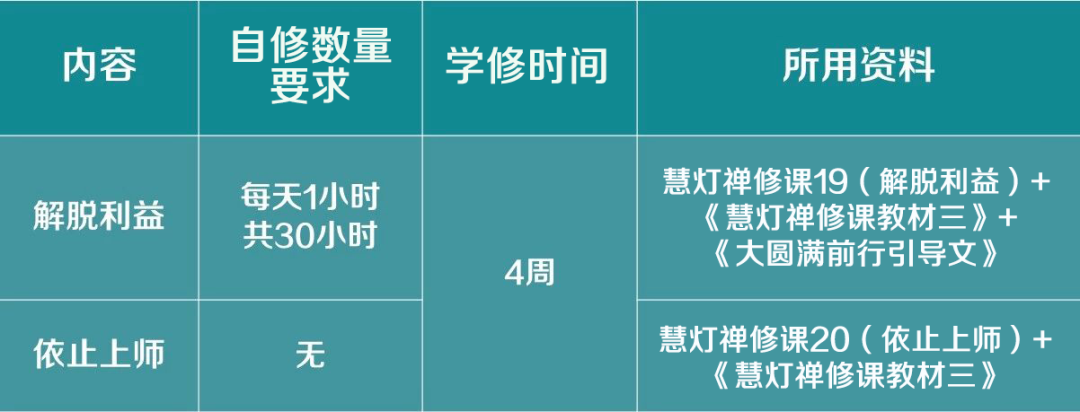 内容
自修数量
要求
学修时间
所用资料
解脱利益
每天1小时
共30小时
4周
慧灯禅修课19（解脱利益）+
《慧灯禅修课教材三》+
《大圆满前行引导文》
依止上师
无
慧灯禅修课20（依止上师）+
《慧灯禅修课教材三》